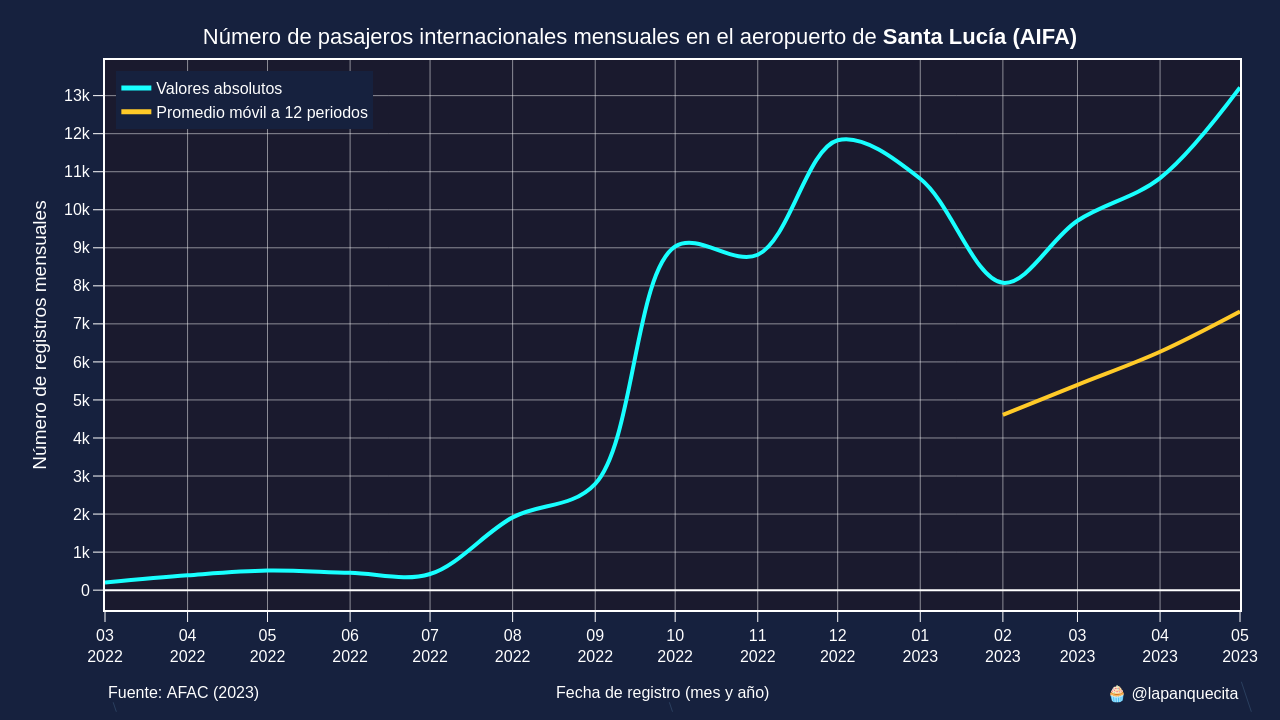 Número de pasajeros internacionales mensuales en el aeropuerto de Santa Lucía (AIFA)
Valores absolutos
Promedio móvil a 12 periodos
Número de registros mensuales
13k
12k
11k
10k
9k
8k
7k
6k
5k
4k
3k
2k
1k
0
03 04 05 06 07 08 09 10 11 12 01 02 03 04 05
2022 2022 2022 2022 2022 2022 2022 2022 2022 2022 2023 2023 2023 2023 2023
Fuente: AFAC (2023) Fecha de registro (mes y año) 🧁 @lapanquecita